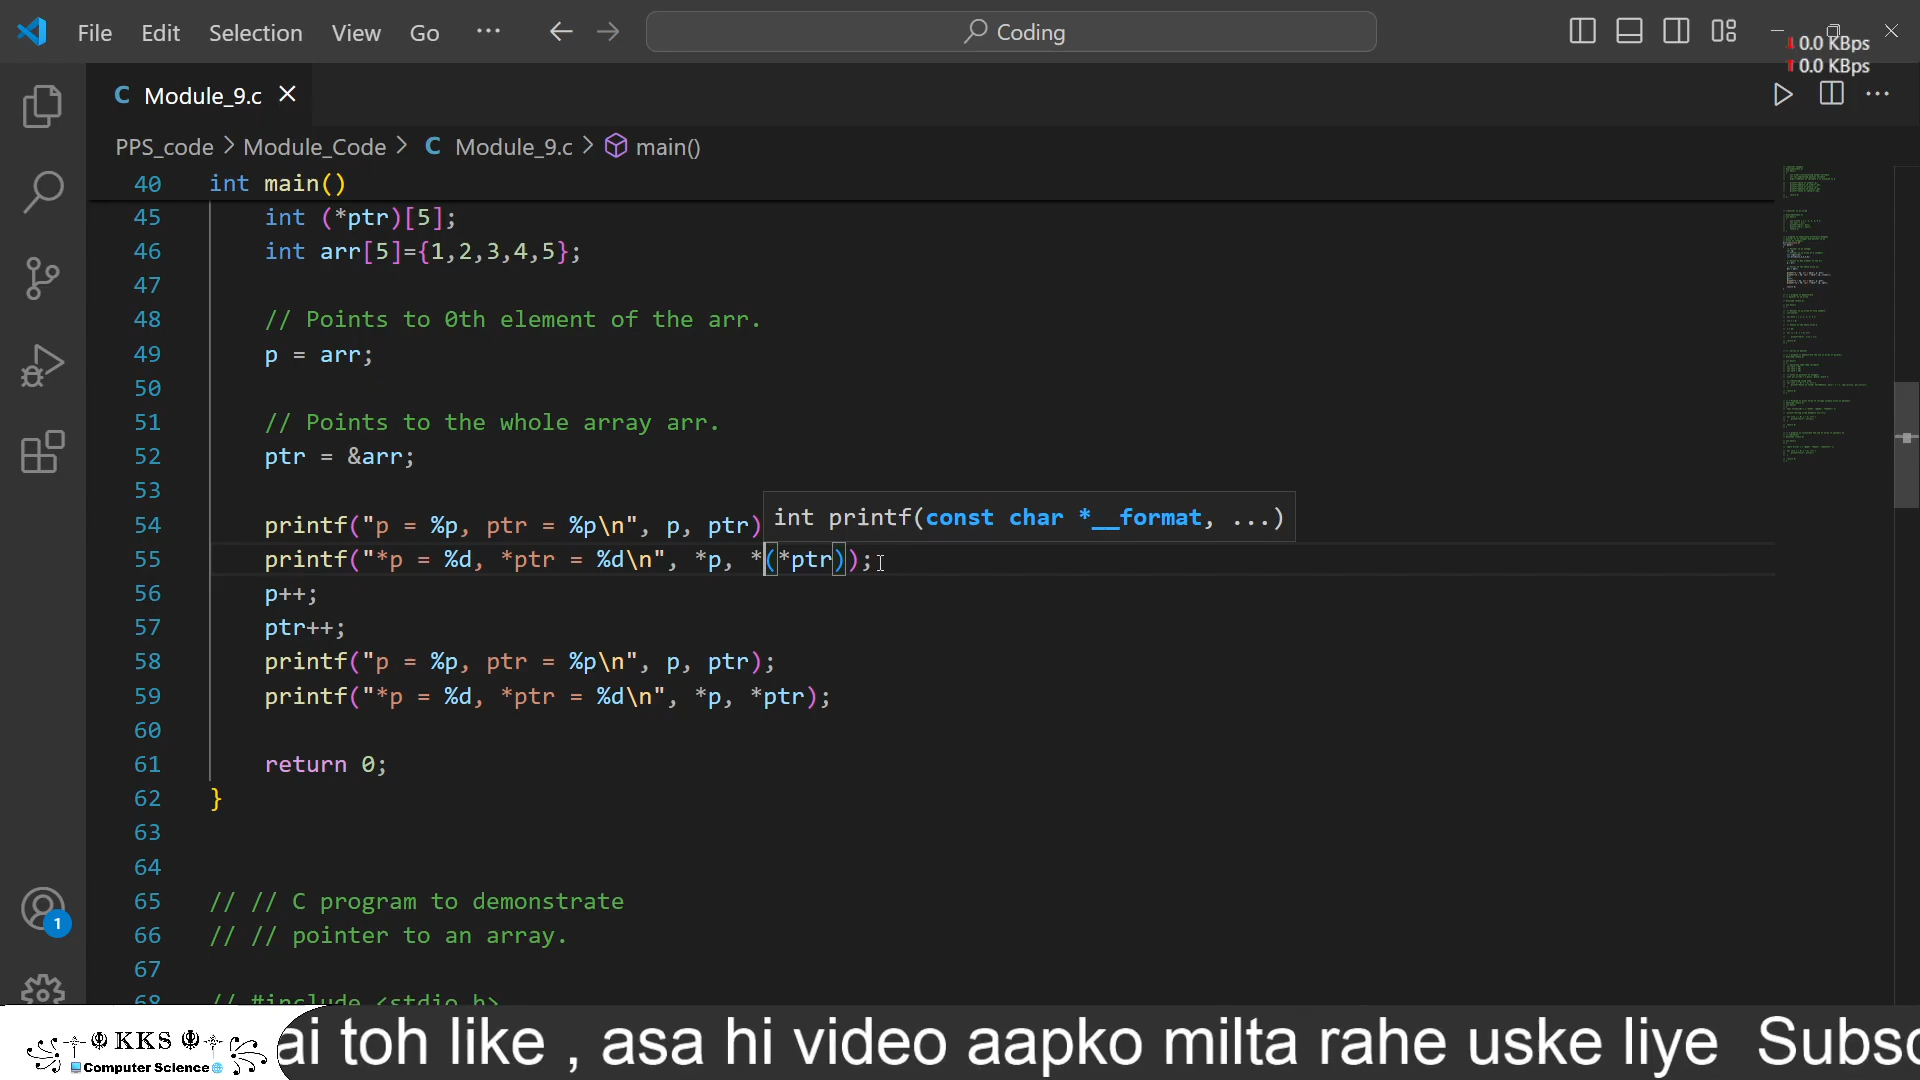 File Edit Selection View Go ... Coding
0.0 KBps
0.0 KBps
C Module_9.c
PPS_code > Module_Code > C Module_9.c > main()
40 int main()
45 int (*ptr)[5];
46 int arr[5]={1,2,3,4,5};
47
48 // Points to 0th element of the arr.
49 p = arr;
50
51 // Points to the whole array arr.
52 ptr = &arr;
53
int printf(const char *__format, ...)
54 printf("p = %p, ptr = %p\n", p, ptr)
55 printf("*p = %d, *ptr = %d\n", *p, *(*ptr));
56 p++;
57 ptr++;
58 printf("p = %p, ptr = %p\n", p, ptr);
59 printf("*p = %d, *ptr = %d\n", *p, *ptr);
60
61 return 0;
62 }
63
64
65 // // C program to demonstrate
66 // // pointer to an array.
67
68 // #include <stdio.h>
1
KKS
Computer Science
ai toh like , asa hi video aapko milta rahe uske liye Subsc